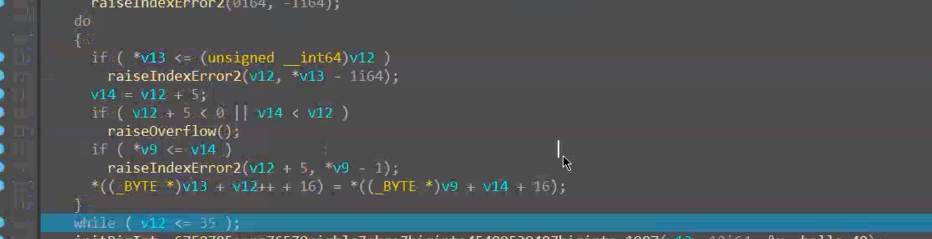 raiseIndexError2(0i64, -1i64);
do
{
if ( *v13 <= (unsigned __int64)v12 )
raiseIndexError2(v12, *v13 - 1i64);
v14 = v12 + 5;
if ( v12 + 5 < 0 || v14 < v12 )
raiseOverflow();
if ( *v9 <= v14 )
raiseIndexError2(v12 + 5, *v9 - 1);
*((_BYTE *)v13 + v12++ + 16) = *((_BYTE *)v9 + v14 + 16);
}
while ( v12 <= 35 );